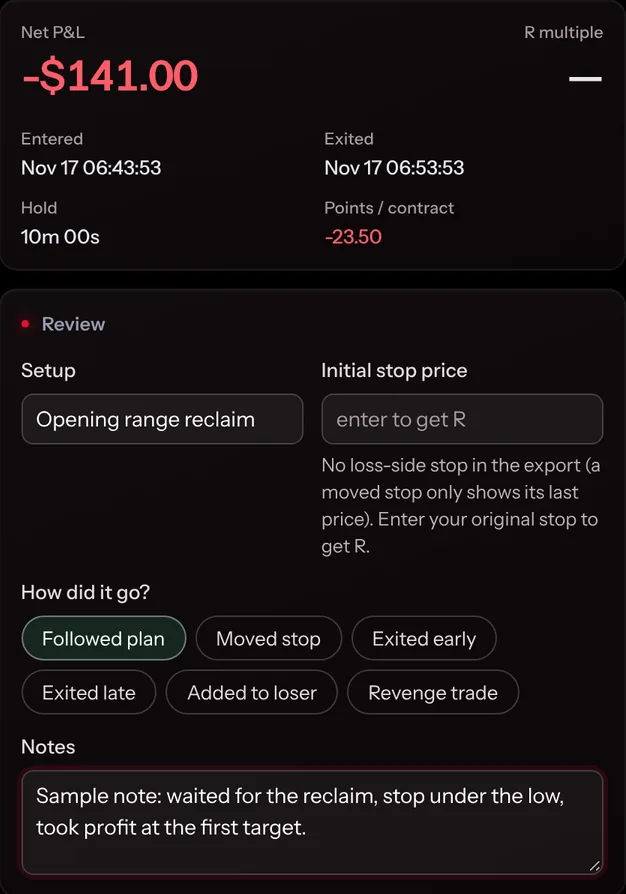 Net P&L
R multiple
-$141.00
—
Entered
Exited
Nov 17 06:43:53
Nov 17 06:53:53
Hold
Points / contract
10m 00s
-23.50
Review
Setup
Initial stop price
Opening range reclaim
enter to get R
No loss-side stop in the export (a
moved stop only shows its last
price). Enter your original stop to
get R.
How did it go?
Followed plan
Moved stop
Exited early
Exited late
Added to loser
Revenge trade
Notes
Sample note: waited for the reclaim, stop under the low,
took profit at the first target.